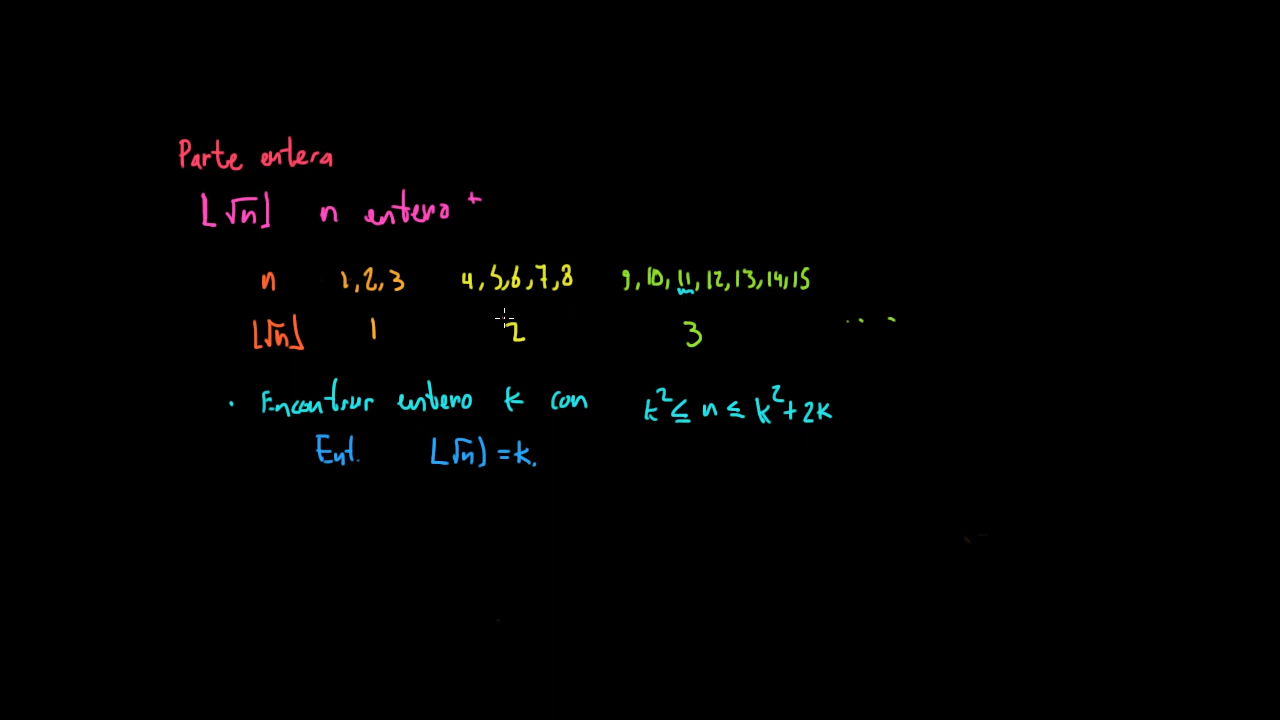 Parte entera
⌊√n⌋ n entero +
n 1, 2, 3 4, 5, 6, 7, 8 9, 10, 11, 12, 13, 14, 15
⌊√n⌋ 1 2 3 ...
· Encontrar entero k con k² ≤ n ≤ k² + 2k
Ent. ⌊√n⌋ = k.